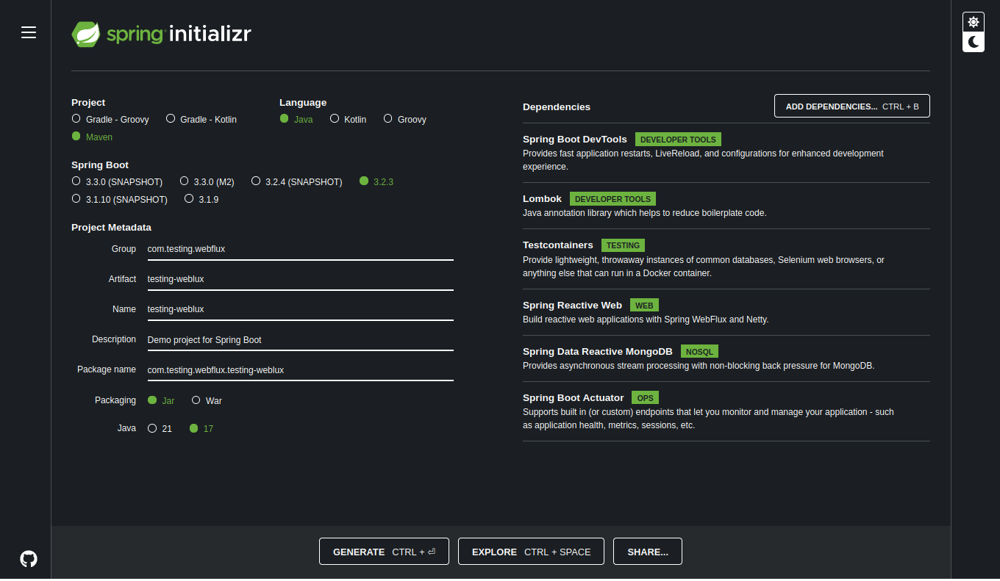 spring initializr
Project
Gradle - Groovy
Gradle - Kotlin
Maven
Language
Java
Kotlin
Groovy
Spring Boot
3.3.0 (SNAPSHOT)
3.3.0 (M2)
3.2.4 (SNAPSHOT)
3.2.3
3.1.10 (SNAPSHOT)
3.1.9
Project Metadata
Group com.testing.webflux
Artifact testing-weblux
Name testing-weblux
Description Demo project for Spring Boot
Package name com.testing.webflux.testing-weblux
Packaging Jar War
Java 21 17
Dependencies
ADD DEPENDENCIES... CTRL + B
Spring Boot DevTools DEVELOPER TOOLS
Provides fast application restarts, LiveReload, and configurations for enhanced development
experience.
Lombok DEVELOPER TOOLS
Java annotation library which helps to reduce boilerplate code.
Testcontainers TESTING
Provide lightweight, throwaway instances of common databases, Selenium web browsers, or
anything else that can run in a Docker container.
Spring Reactive Web WEB
Build reactive web applications with Spring WebFlux and Netty.
Spring Data Reactive MongoDB NOSQL
Provides asynchronous stream processing with non-blocking back pressure for MongoDB.
Spring Boot Actuator OPS
Supports built in (or custom) endpoints that let you monitor and manage your application - such
as application health, metrics, sessions, etc.
GENERATE CTRL + ⏎
EXPLORE CTRL + SPACE
SHARE...